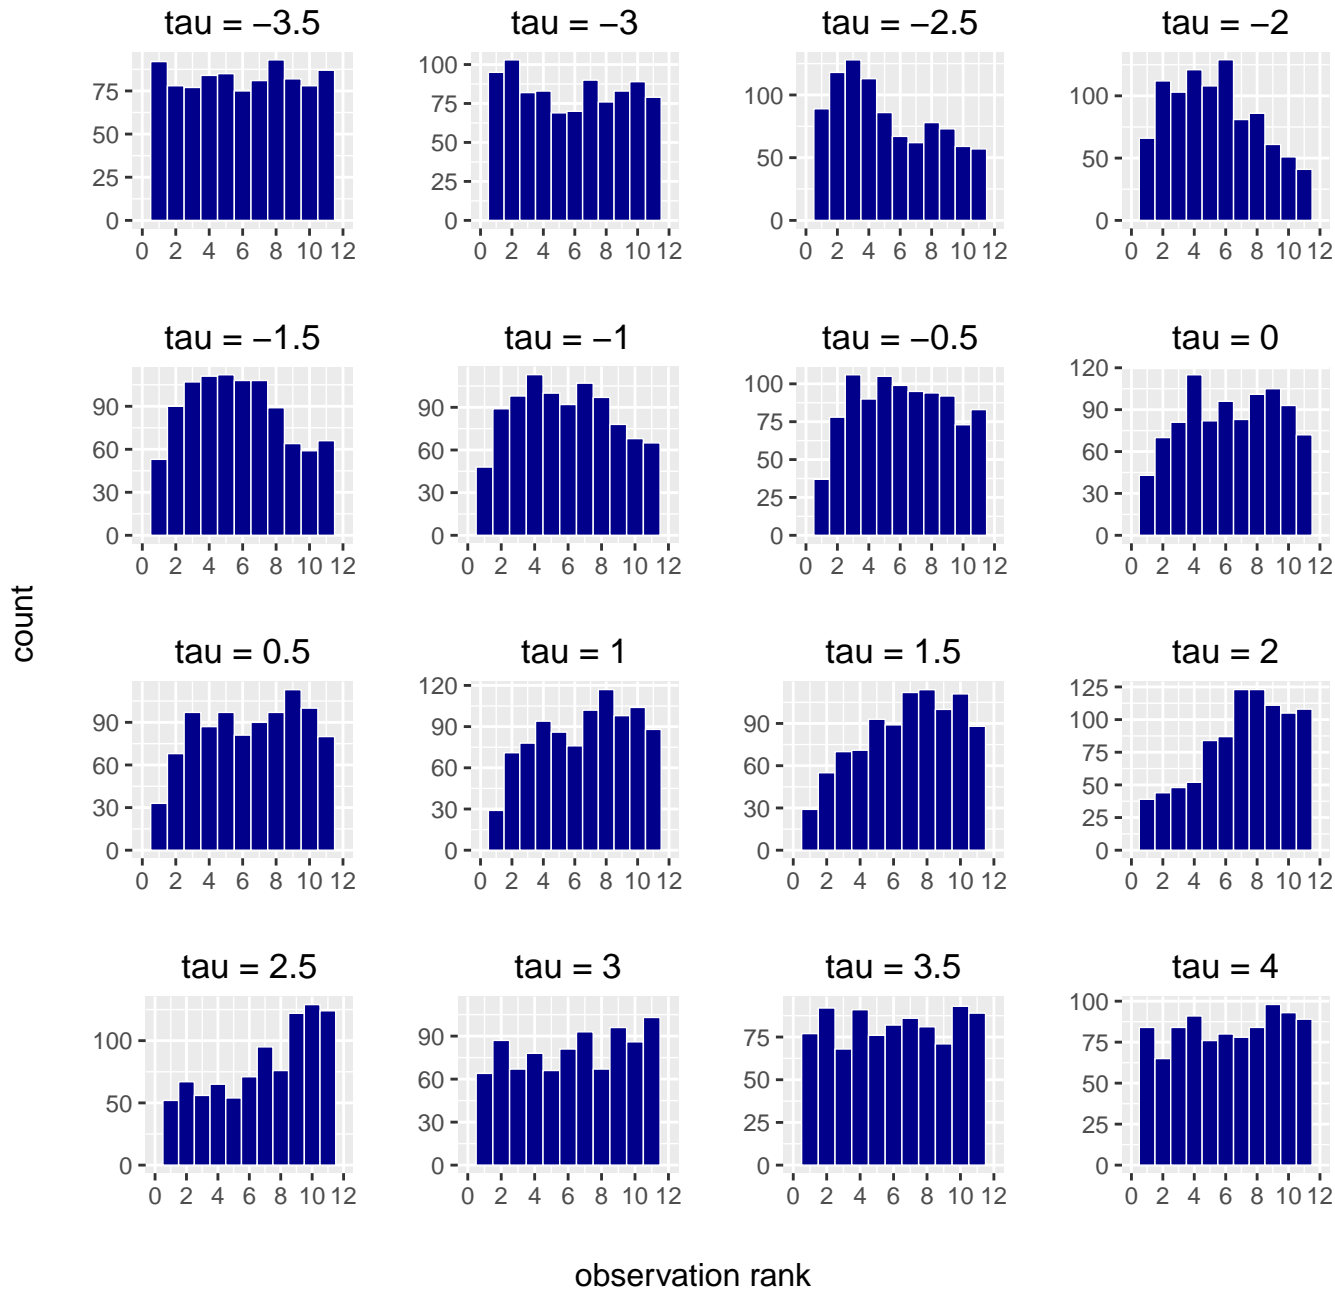 tau = −3.5 tau = −3 tau = −2.5 tau = −2
75 100 100 100
50 75 50 50
25 50 0 0
0 25
0
0 2 4 6 8 10 12 0 2 4 6 8 10 12 0 2 4 6 8 10 12 0 2 4 6 8 10 12
tau = −1.5 tau = −1 tau = −0.5 tau = 0
90 90 100 120
60 60 75 90
30 30 50 60
0 0 25 30
0 0
0 2 4 6 8 10 12 0 2 4 6 8 10 12 0 2 4 6 8 10 12 0 2 4 6 8 10 12
count
tau = 0.5 tau = 1 tau = 1.5 tau = 2
90 120 90 125
60 90 60 100
30 60 30 75
0 30 0 50
0 25
0
0 2 4 6 8 10 12 0 2 4 6 8 10 12 0 2 4 6 8 10 12 0 2 4 6 8 10 12
tau = 2.5 tau = 3 tau = 3.5 tau = 4
100 90 75 100
50 60 50 75
0 30 25 50
0 0 25
0
0 2 4 6 8 10 12 0 2 4 6 8 10 12 0 2 4 6 8 10 12 0 2 4 6 8 10 12
observation rank